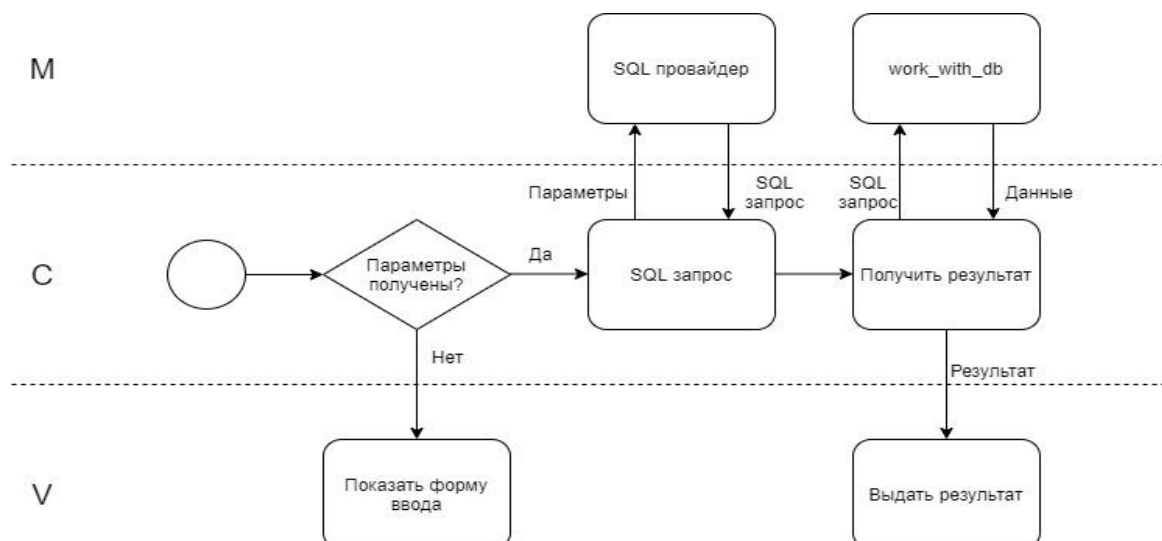 M
SQL провайдер
work_with_db
Параметры
SQL
запрос
SQL
запрос
Данные
C
Параметры
получены?
Да
SQL запрос
Получить результат
Нет
Результат
V
Показать форму
ввода
Выдать результат